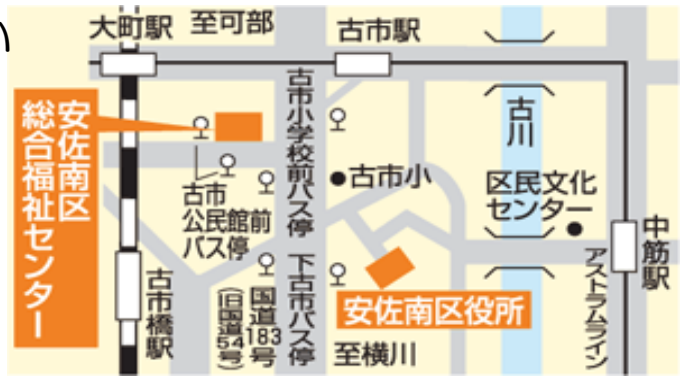 大町駅
至可部
古市駅
安佐南区
総合福祉センター
古市小学校前バス停
古川
古市小
区民文化
センター
古市
公民館前
バス停
中筋駅
アストラムライン
古市橋駅
国道183号
(旧国道54号)
下古市バス停
安佐南区役所
至横川